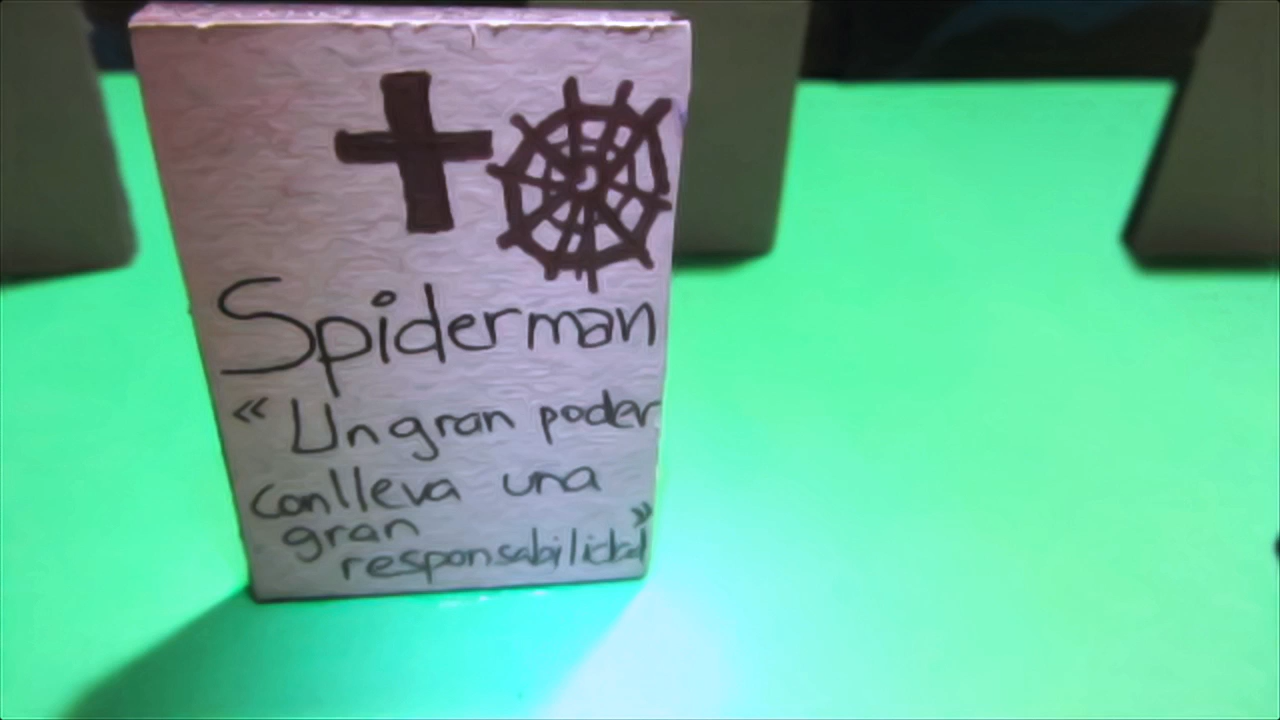 Spiderman
« Un gran poder
conlleva una
gran »
responsabilidad